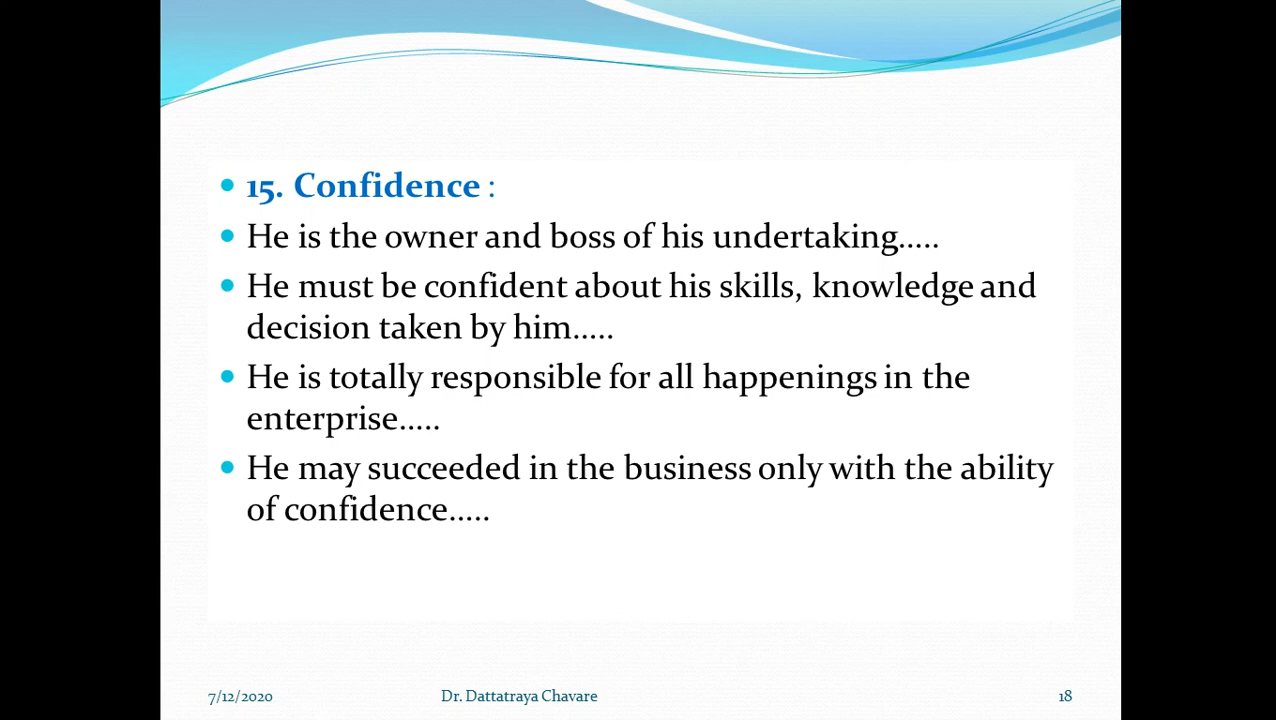 15. Confidence :
He is the owner and boss of his undertaking.....
He must be confident about his skills, knowledge and
decision taken by him.....
He is totally responsible for all happenings in the
enterprise.....
He may succeeded in the business only with the ability
of confidence.....
7/12/2020 Dr. Dattatraya Chavare 18